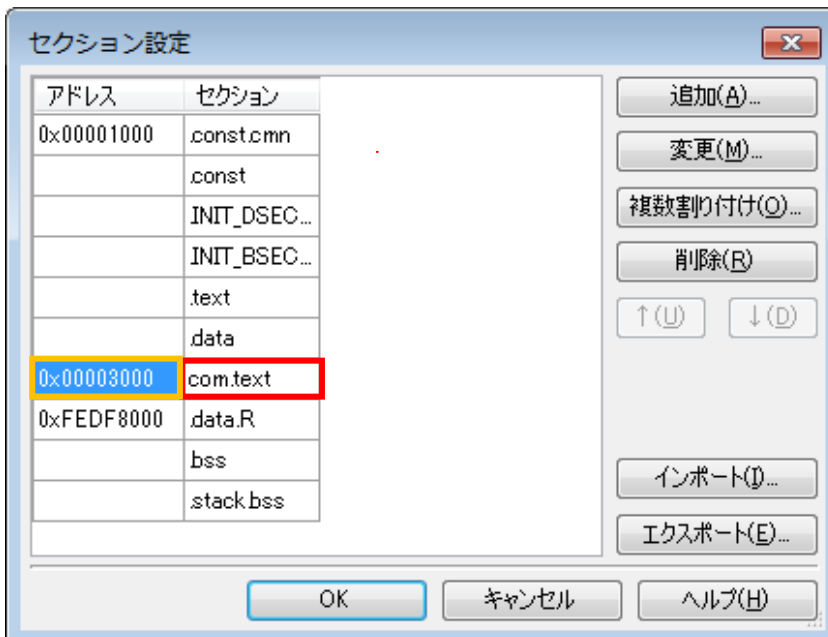 セクション設定
アドレス セクション
0x00001000 .const.cmn
.const
.INIT_DSEC...
.INIT_BSEC...
.text
.data
0x00003000 com.text
0xFEDF8000 .data.R
.bss
.stack.bss
追加(A)...
変更(M)...
複数割り付け(O)...
削除(R)
↑(U) ↓(D)
インポート(I)...
エクスポート(E)...
OK キャンセル ヘルプ(H)